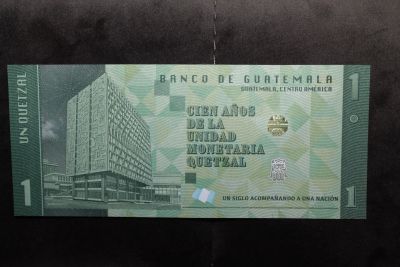 BANCO DE GUATEMALA
GUATEMALA, CENTRO AMÉRICA
UN QUETZAL
1
1
1
CIEN AÑOS
DE LA
UNIDAD
MONETARIA
QUETZAL
UN SIGLO ACOMPAÑANDO A UNA NACIÓN